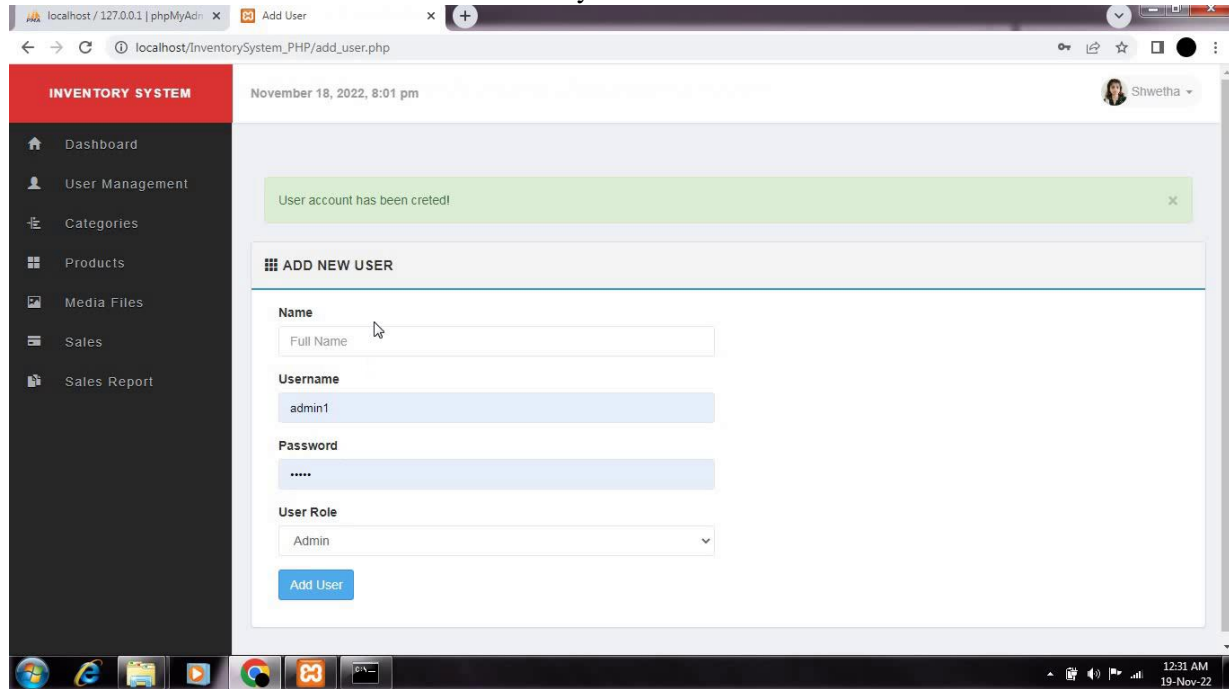 localhost / 127.0.0.1 | phpMyAdn
Add User
localhost/InventorySystem_PHP/add_user.php
INVENTORY SYSTEM
November 18, 2022, 8:01 pm
Shwetha
Dashboard
User Management
Categories
Products
Media Files
Sales
Sales Report
User account has been creted!
ADD NEW USER
Name
Full Name
Username
admin1
Password
•••••
User Role
Admin
Add User
12:31 AM
19-Nov-22